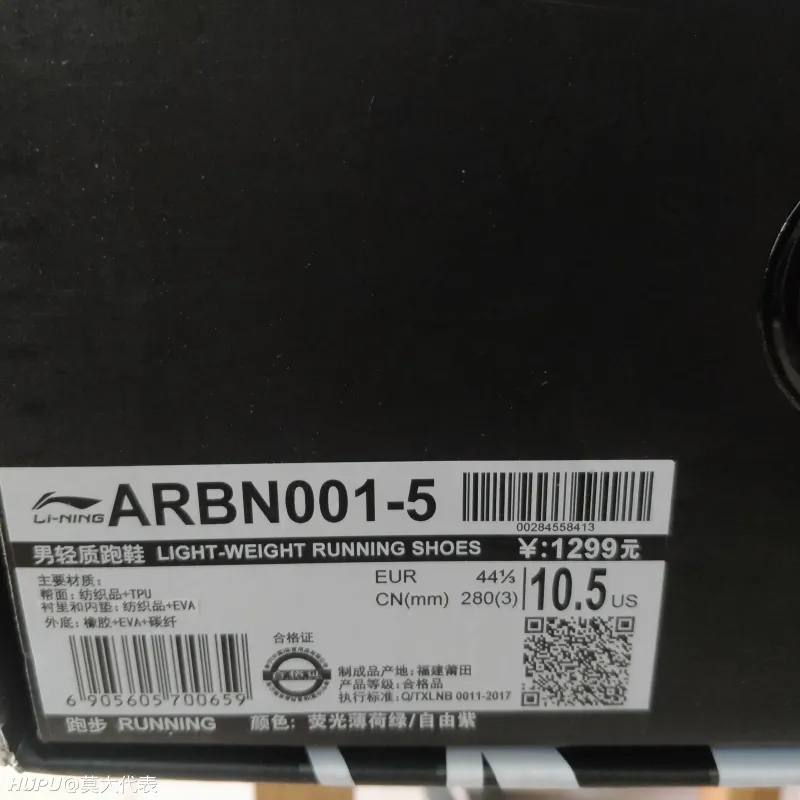 LI-NING ARBN001-5
00284558413
男轻质跑鞋 LIGHT-WEIGHT RUNNING SHOES ¥:1299元
主要材质:
帮面: 纺织品+TPU
衬里和内垫: 纺织品+EVA
外底: 橡胶+EVA+碳纤
EUR 44⅓
CN(mm) 280(3)
10.5 US
合格证
6 905605 700659
制成品产地: 福建莆田
产品等级: 合格品
执行标准: Q/TXLNB 0011-2017
跑步 RUNNING 颜色: 荧光薄荷绿/自由紫
HUPU@莫大代表